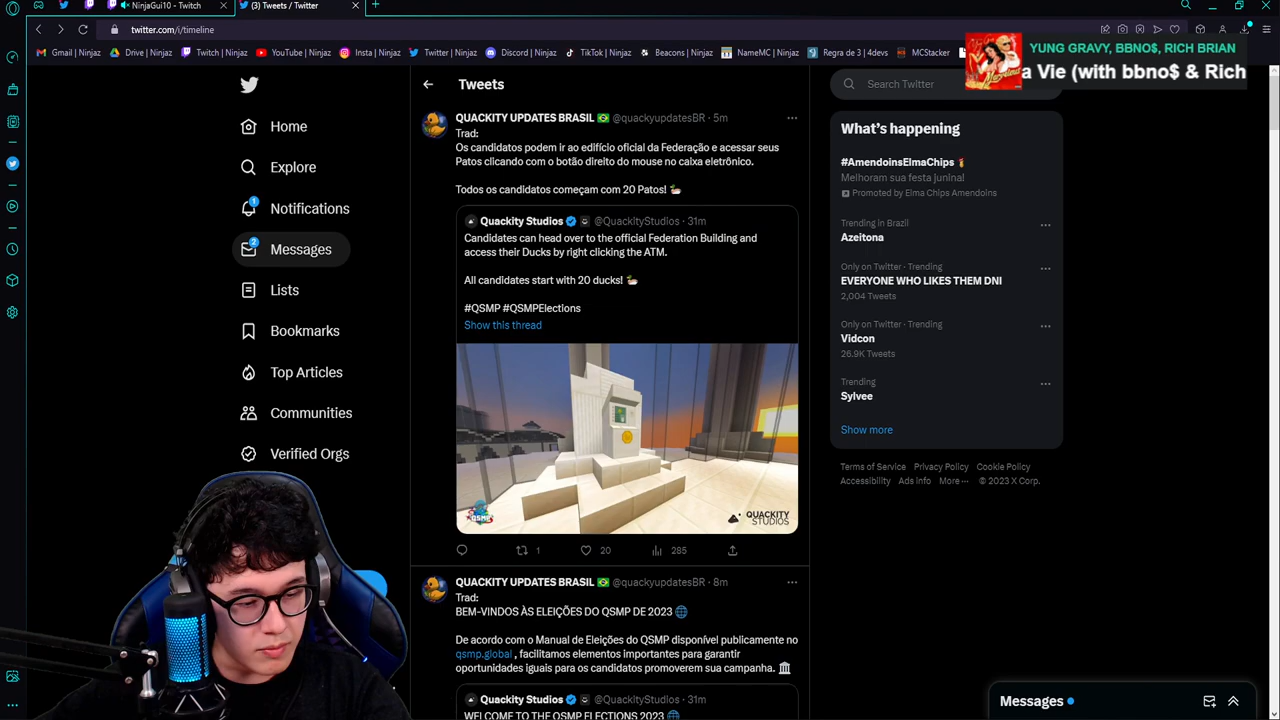 NinjaGui10 - Twitch
(3) Tweets / Twitter
twitter.com/i/timeline
Gmail | Ninjaz
Drive | Ninjaz
Twitch | Ninjaz
YouTube | Ninjaz
Insta | Ninjaz
Twitter | Ninjaz
Discord | Ninjaz
TikTok | Ninjaz
Beacons | Ninjaz
NameMC | Ninjaz
Regra de 3 | 4devs
MCStacker
YUNG GRAVY, BBNO$, RICH BRIAN
a Vie (with bbno$ & Rich
Home
Explore
1
Notifications
2
Messages
Lists
Bookmarks
Top Articles
Communities
Verified Orgs
Tweets
QUACKITY UPDATES BRASIL 🇧🇷 @quackyupdatesBR · 5m
Trad:
Os candidatos podem ir ao edifício oficial da Federação e acessar seus
Patos clicando com o botão direito do mouse no caixa eletrônico.
Todos os candidatos começam com 20 Patos! 🦆
Quackity Studios @QuackityStudios · 31m
Candidates can head over to the official Federation Building and
access their Ducks by right clicking the ATM.
All candidates start with 20 ducks! 🦆
#QSMP #QSMPElections
Show this thread
QSMP
QUACKITY
STUDIOS
1
20
285
QUACKITY UPDATES BRASIL 🇧🇷 @quackyupdatesBR · 8m
Trad:
BEM-VINDOS ÀS ELEIÇÕES DO QSMP DE 2023 🌐
De acordo com o Manual de Eleições do QSMP disponível publicamente no
qsmp.global , facilitamos elementos importantes para garantir
oportunidades iguais para os candidatos promoverem sua campanha. 🏛️
Quackity Studios @QuackityStudios · 31m
WELCOME TO THE QSMP ELECTIONS 2023 🌐
Search Twitter
What's happening
#AmendoinsElmaChips
Melhoram sua festa junina!
Promoted by Elma Chips Amendoins
Trending in Brazil
Azeitona
Only on Twitter · Trending
EVERYONE WHO LIKES THEM DNI
2,004 Tweets
Only on Twitter · Trending
Vidcon
26.9K Tweets
Trending
Sylvee
Show more
Terms of Service Privacy Policy Cookie Policy
Accessibility Ads info More ··· © 2023 X Corp.
Messages